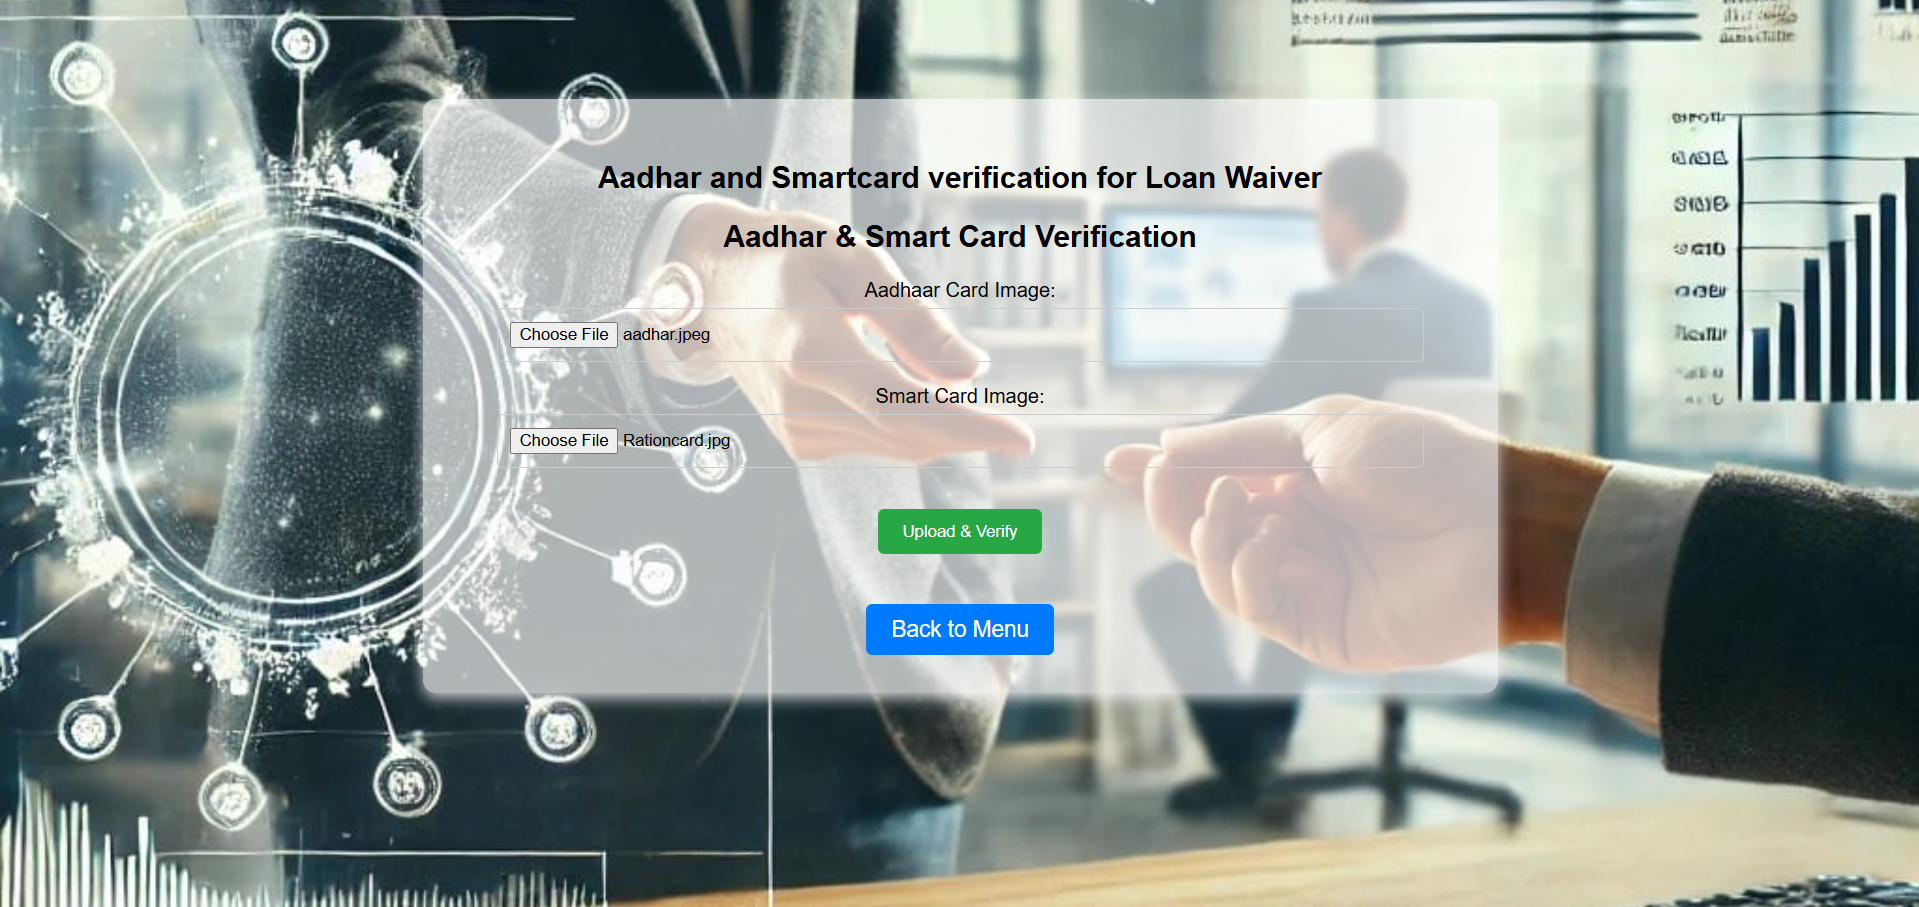 Aadhar and Smartcard verification for Loan Waiver
Aadhar & Smart Card Verification
Aadhaar Card Image:
Choose File aadhar.jpeg
Smart Card Image:
Choose File Rationcard.jpg
Upload & Verify
Back to Menu